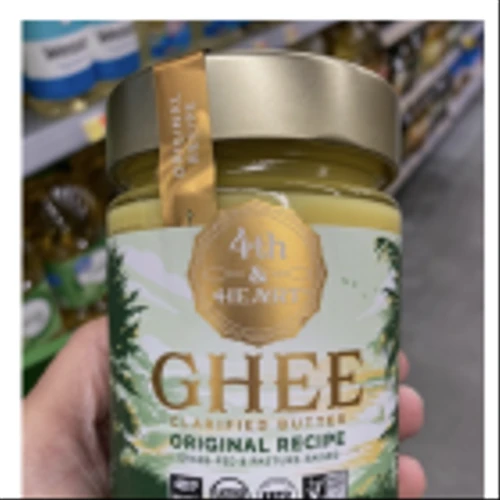 ORIGINAL
RECIPE
4th
&
HEART
GHEE
CLARIFIED BUTTER
ORIGINAL RECIPE
GRASS-FED & PASTURE-RAISED